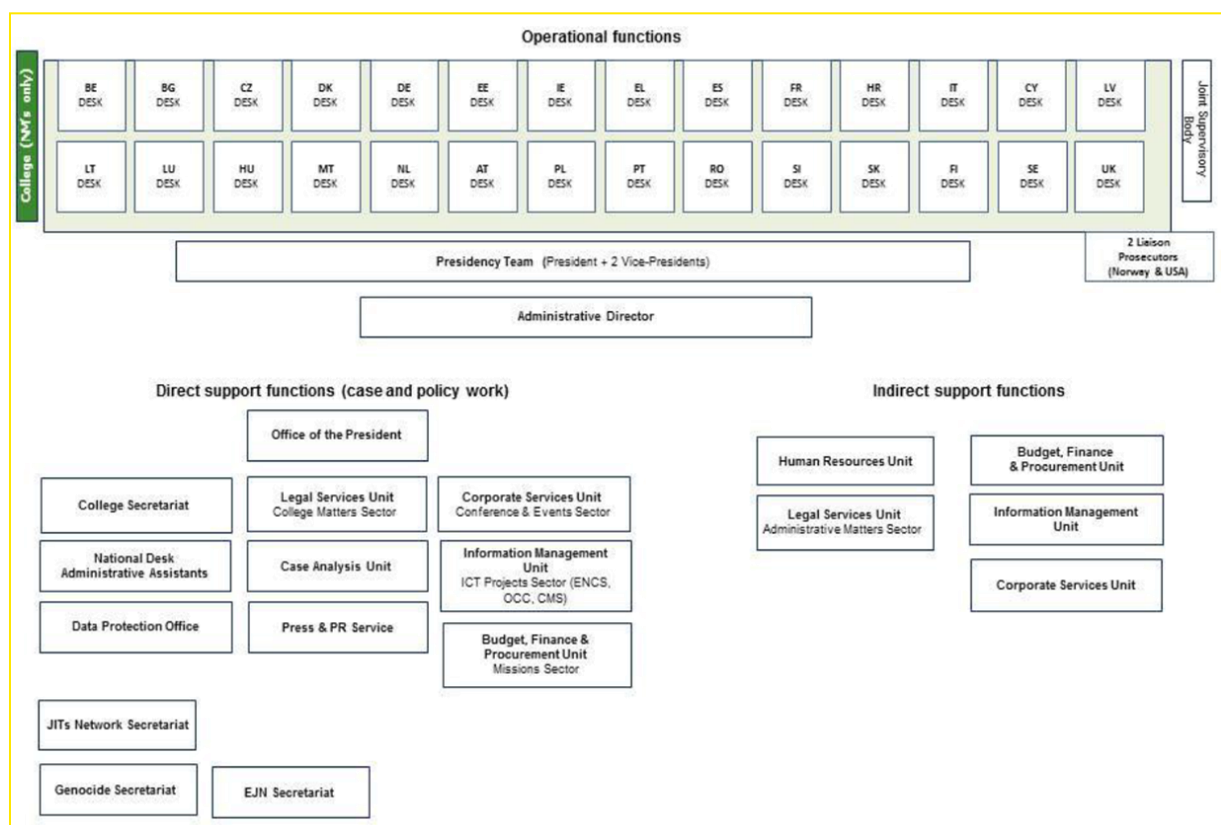 Operational functions
College (NM's only)
BE
DESK
BG
DESK
CZ
DESK
DK
DESK
DE
DESK
EE
DESK
IE
DESK
EL
DESK
ES
DESK
FR
DESK
HR
DESK
IT
DESK
CY
DESK
LV
DESK
LT
DESK
LU
DESK
HU
DESK
MT
DESK
NL
DESK
AT
DESK
PL
DESK
PT
DESK
RO
DESK
SI
DESK
SK
DESK
FI
DESK
SE
DESK
UK
DESK
Joint Supervisory
Body
Presidency Team (President + 2 Vice-Presidents)
2 Liaison
Prosecutors
(Norway & USA)
Administrative Director
Direct support functions (case and policy work)
Office of the President
College Secretariat
Legal Services Unit
College Matters Sector
Corporate Services Unit
Conference & Events Sector
National Desk
Administrative Assistants
Case Analysis Unit
Information Management
Unit
ICT Projects Sector (ENCS,
OCC, CMS)
Data Protection Office
Press & PR Service
Budget, Finance &
Procurement Unit
Missions Sector
JITs Network Secretariat
Genocide Secretariat
EJN Secretariat
Indirect support functions
Human Resources Unit
Budget, Finance
& Procurement Unit
Legal Services Unit
Administrative Matters Sector
Information Management
Unit
Corporate Services Unit